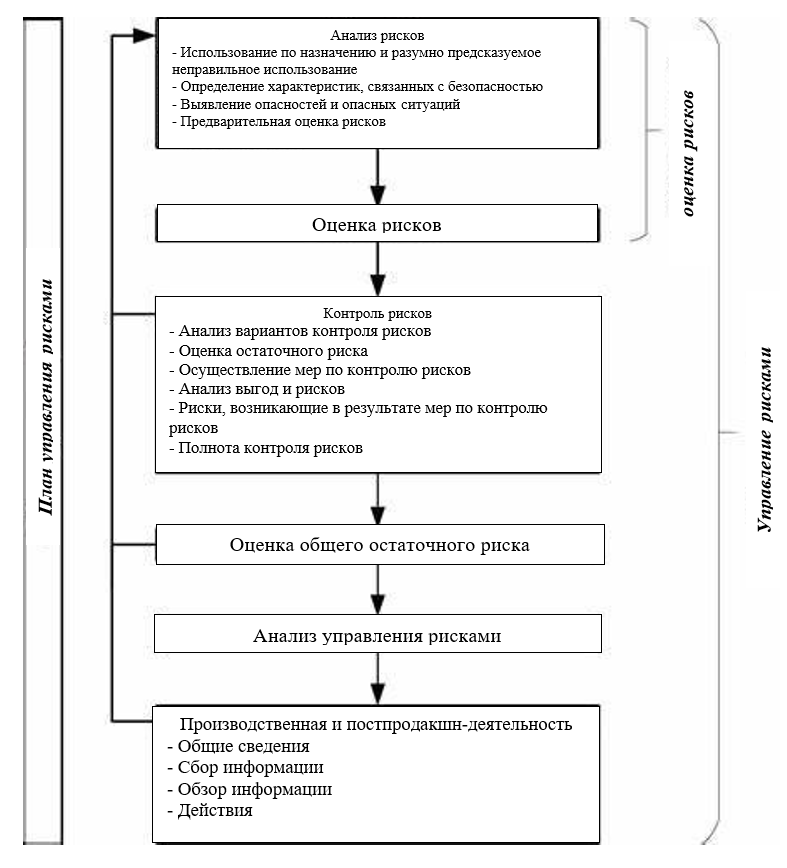 Анализ рисков
- Использование по назначению и разумно предсказуемое
неправильное использование
- Определение характеристик, связанных с безопасностью
- Выявление опасностей и опасных ситуаций
- Предварительная оценка рисков
Оценка рисков
Контроль рисков
- Анализ вариантов контроля рисков
- Оценка остаточного риска
- Осуществление мер по контролю рисков
- Анализ выгод и рисков
- Риски, возникающие в результате мер по контролю
рисков
- Полнота контроля рисков
Оценка общего остаточного риска
Анализ управления рисками
Производственная и постпродакшн-деятельность
- Общие сведения
- Сбор информации
- Обзор информации
- Действия
План управления рисками
оценка рисков
Управление рисками